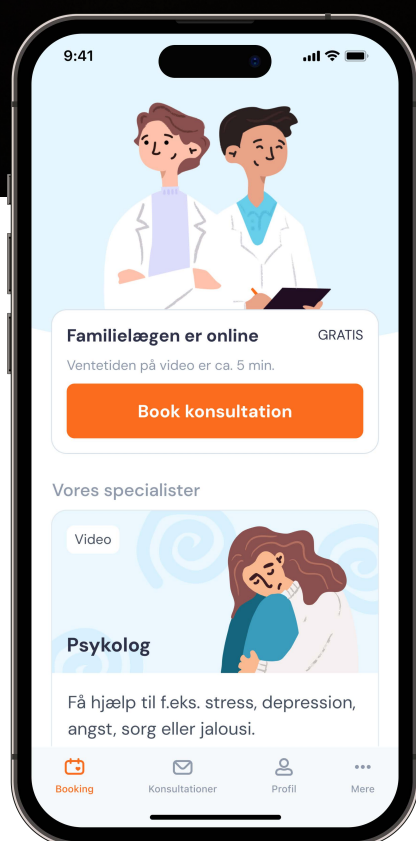 9:41
Familielægen er online
GRATIS
Ventetiden på video er ca. 5 min.
Book konsultation
Vores specialister
Video
Psykolog
Få hjælp til f.eks. stress, depression,
angst, sorg eller jalousi.
Booking
Konsultationer
Profil
Mere